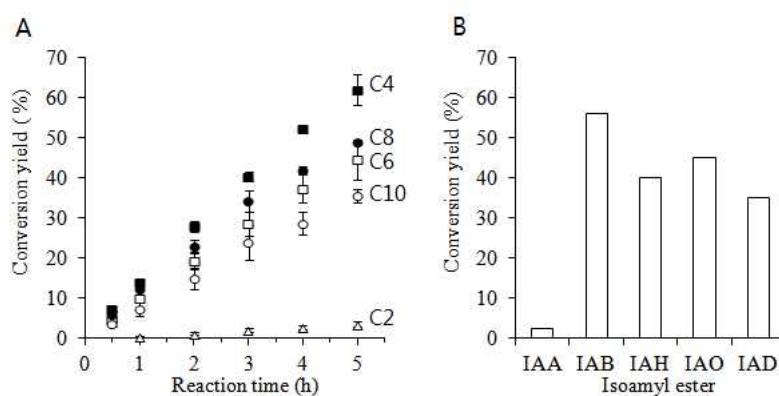 A
Conversion yield ( %)
70
60
50
40
30
20
10
0
0
1
2
3
4
5
Reaction time (h)
C4
C8
C6
C10
C2
B
Conversion yield (%)
70
60
50
40
30
20
10
0
IAA IAB IAH IAO IAD
Isoamyl ester